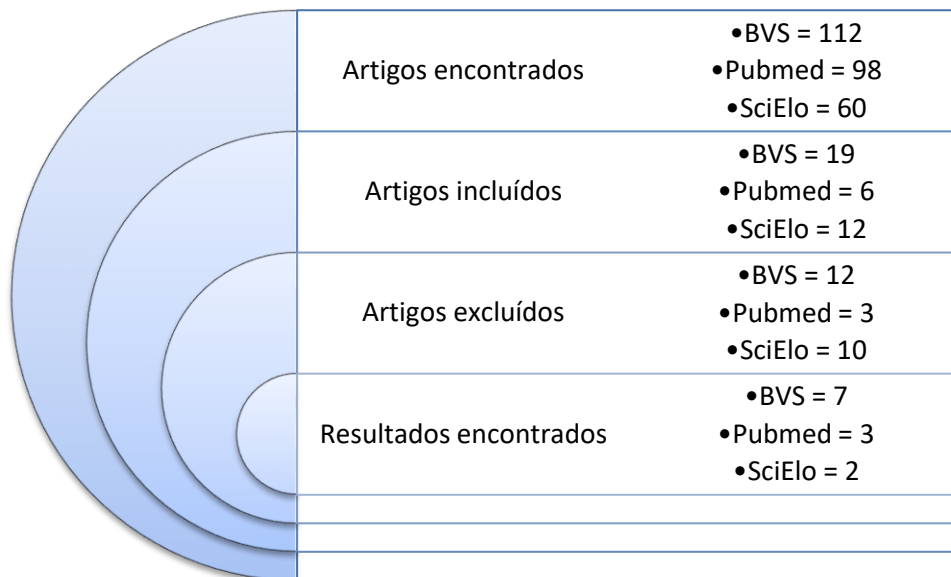 Artigos encontrados
•BVS = 112
•Pubmed = 98
•SciElo = 60
Artigos incluídos
•BVS = 19
•Pubmed = 6
•SciElo = 12
Artigos excluídos
•BVS = 12
•Pubmed = 3
•SciElo = 10
Resultados encontrados
•BVS = 7
•Pubmed = 3
•SciElo = 2